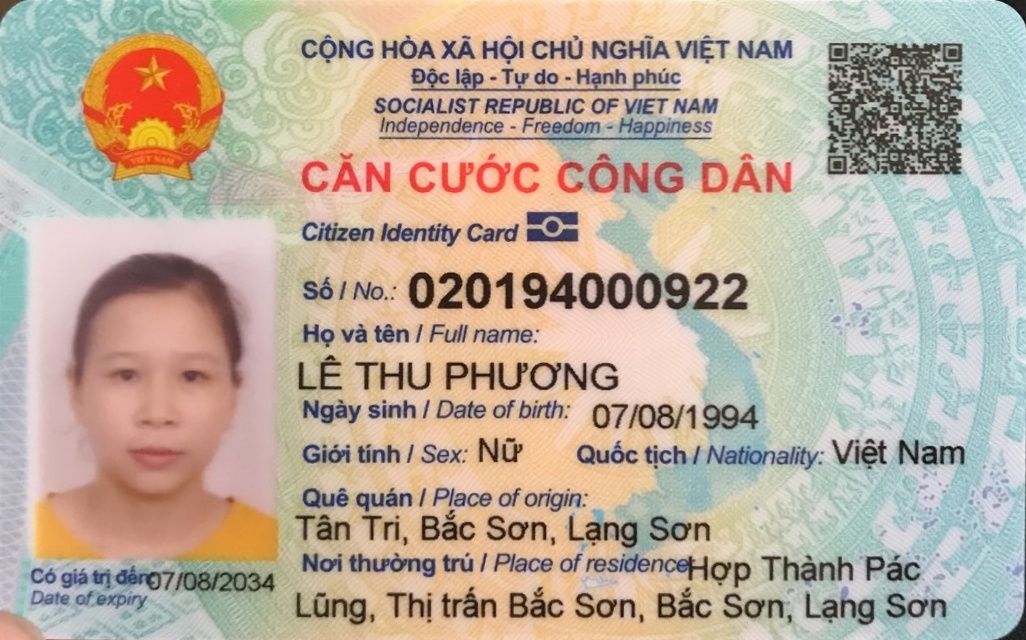 CỘNG HÒA XÃ HỘI CHỦ NGHĨA VIỆT NAM
Độc lập - Tự do - Hạnh phúc
SOCIALIST REPUBLIC OF VIET NAM
Independence - Freedom - Happiness
CĂN CƯỚC CÔNG DÂN
Citizen Identity Card
Số / No.: 020194000922
Họ và tên / Full name:
LÊ THU PHƯƠNG
Ngày sinh / Date of birth: 07/08/1994
Giới tính / Sex: Nữ Quốc tịch / Nationality: Việt Nam
Quê quán / Place of origin:
Tân Tri, Bắc Sơn, Lạng Sơn
Nơi thường trú / Place of residence Hợp Thành Pác
Lũng, Thị trấn Bắc Sơn, Bắc Sơn, Lạng Sơn
Có giá trị đến 07/08/2034
Date of expiry
VIỆT NAM